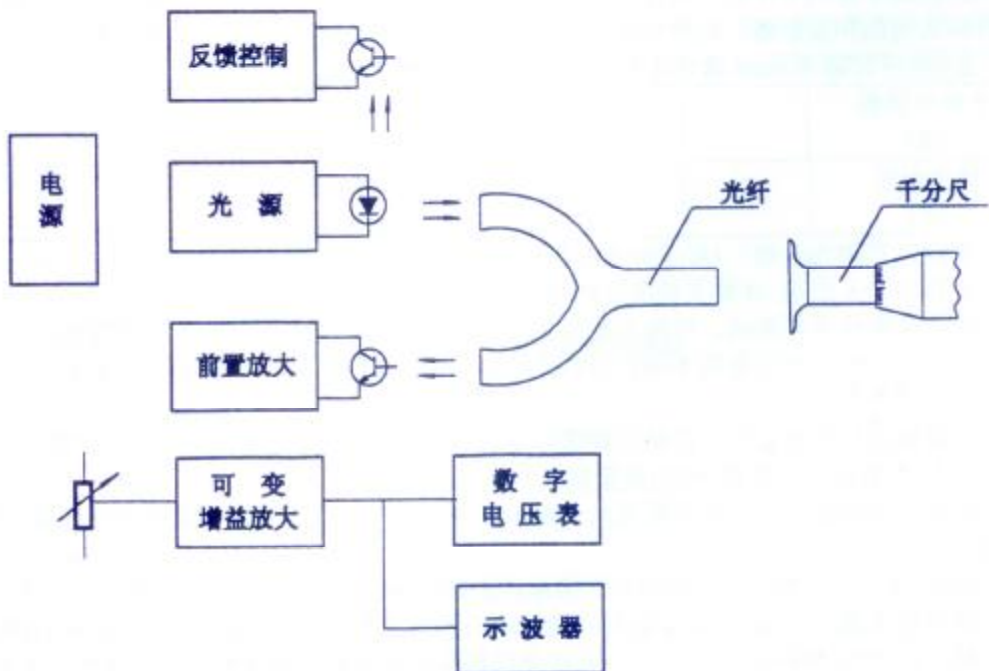 反馈控制
电
源
光 源
光纤
千分尺
前置放大
可 变
增益放大
数 字
电 压 表
示 波 器